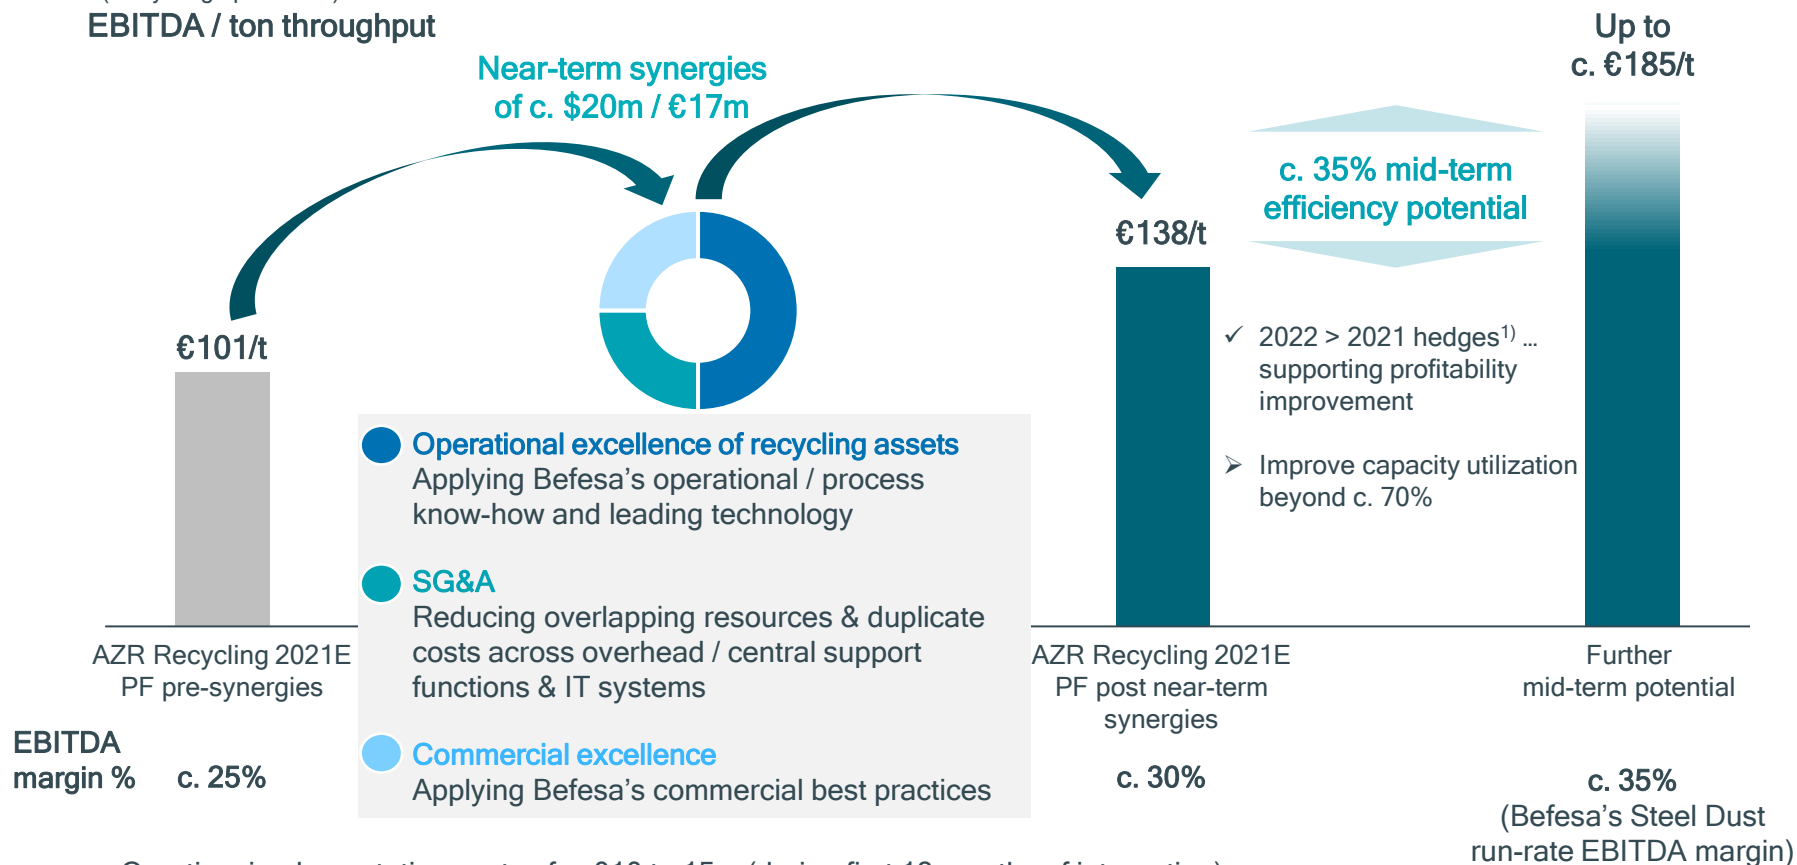 EBITDA / ton throughput
Near-term synergies
of c. $20m / €17m
Up to
c. €185/t
c. 35% mid-term
efficiency potential
€138/t
€101/t
✓ 2022 > 2021 hedges1) …
supporting profitability
improvement
➢ Improve capacity utilization
beyond c. 70%
Operational excellence of recycling assets
Applying Befesa’s operational / process
know-how and leading technology
SG&A
Reducing overlapping resources & duplicate
costs across overhead / central support
functions & IT systems
Commercial excellence
Applying Befesa’s commercial best practices
AZR Recycling 2021E
PF pre-synergies
AZR Recycling 2021E
PF post near-term
synergies
Further
mid-term potential
EBITDA
margin %
c. 25%
c. 30%
c. 35%
(Befesa’s Steel Dust
run-rate EBITDA margin)